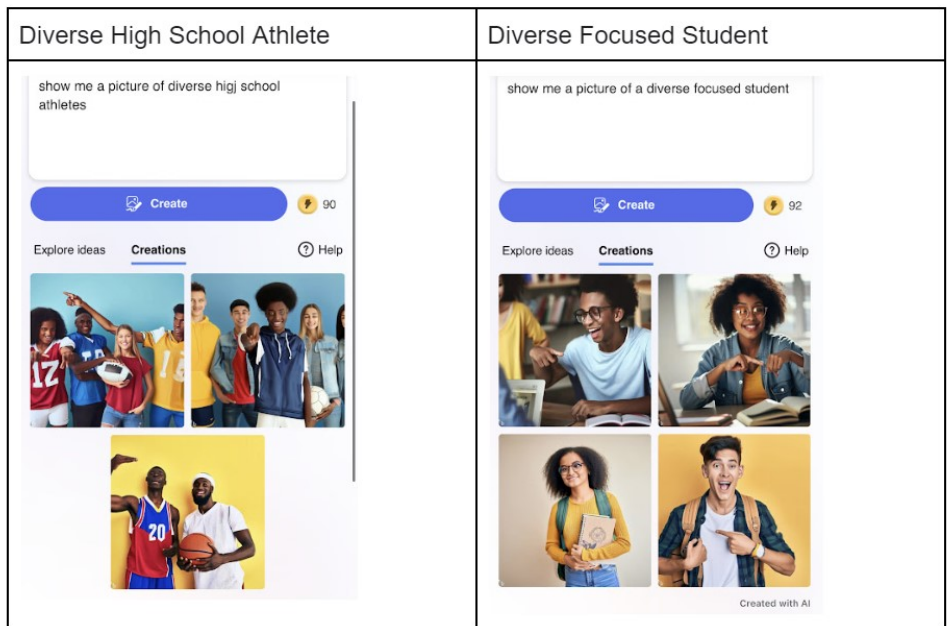 Diverse High School Athlete
show me a picture of diverse higj school
athletes
Create
90
Explore ideas
Creations
Help
17
20
Diverse Focused Student
show me a picture of a diverse focused student
Create
92
Explore ideas
Creations
Help
Created with AI